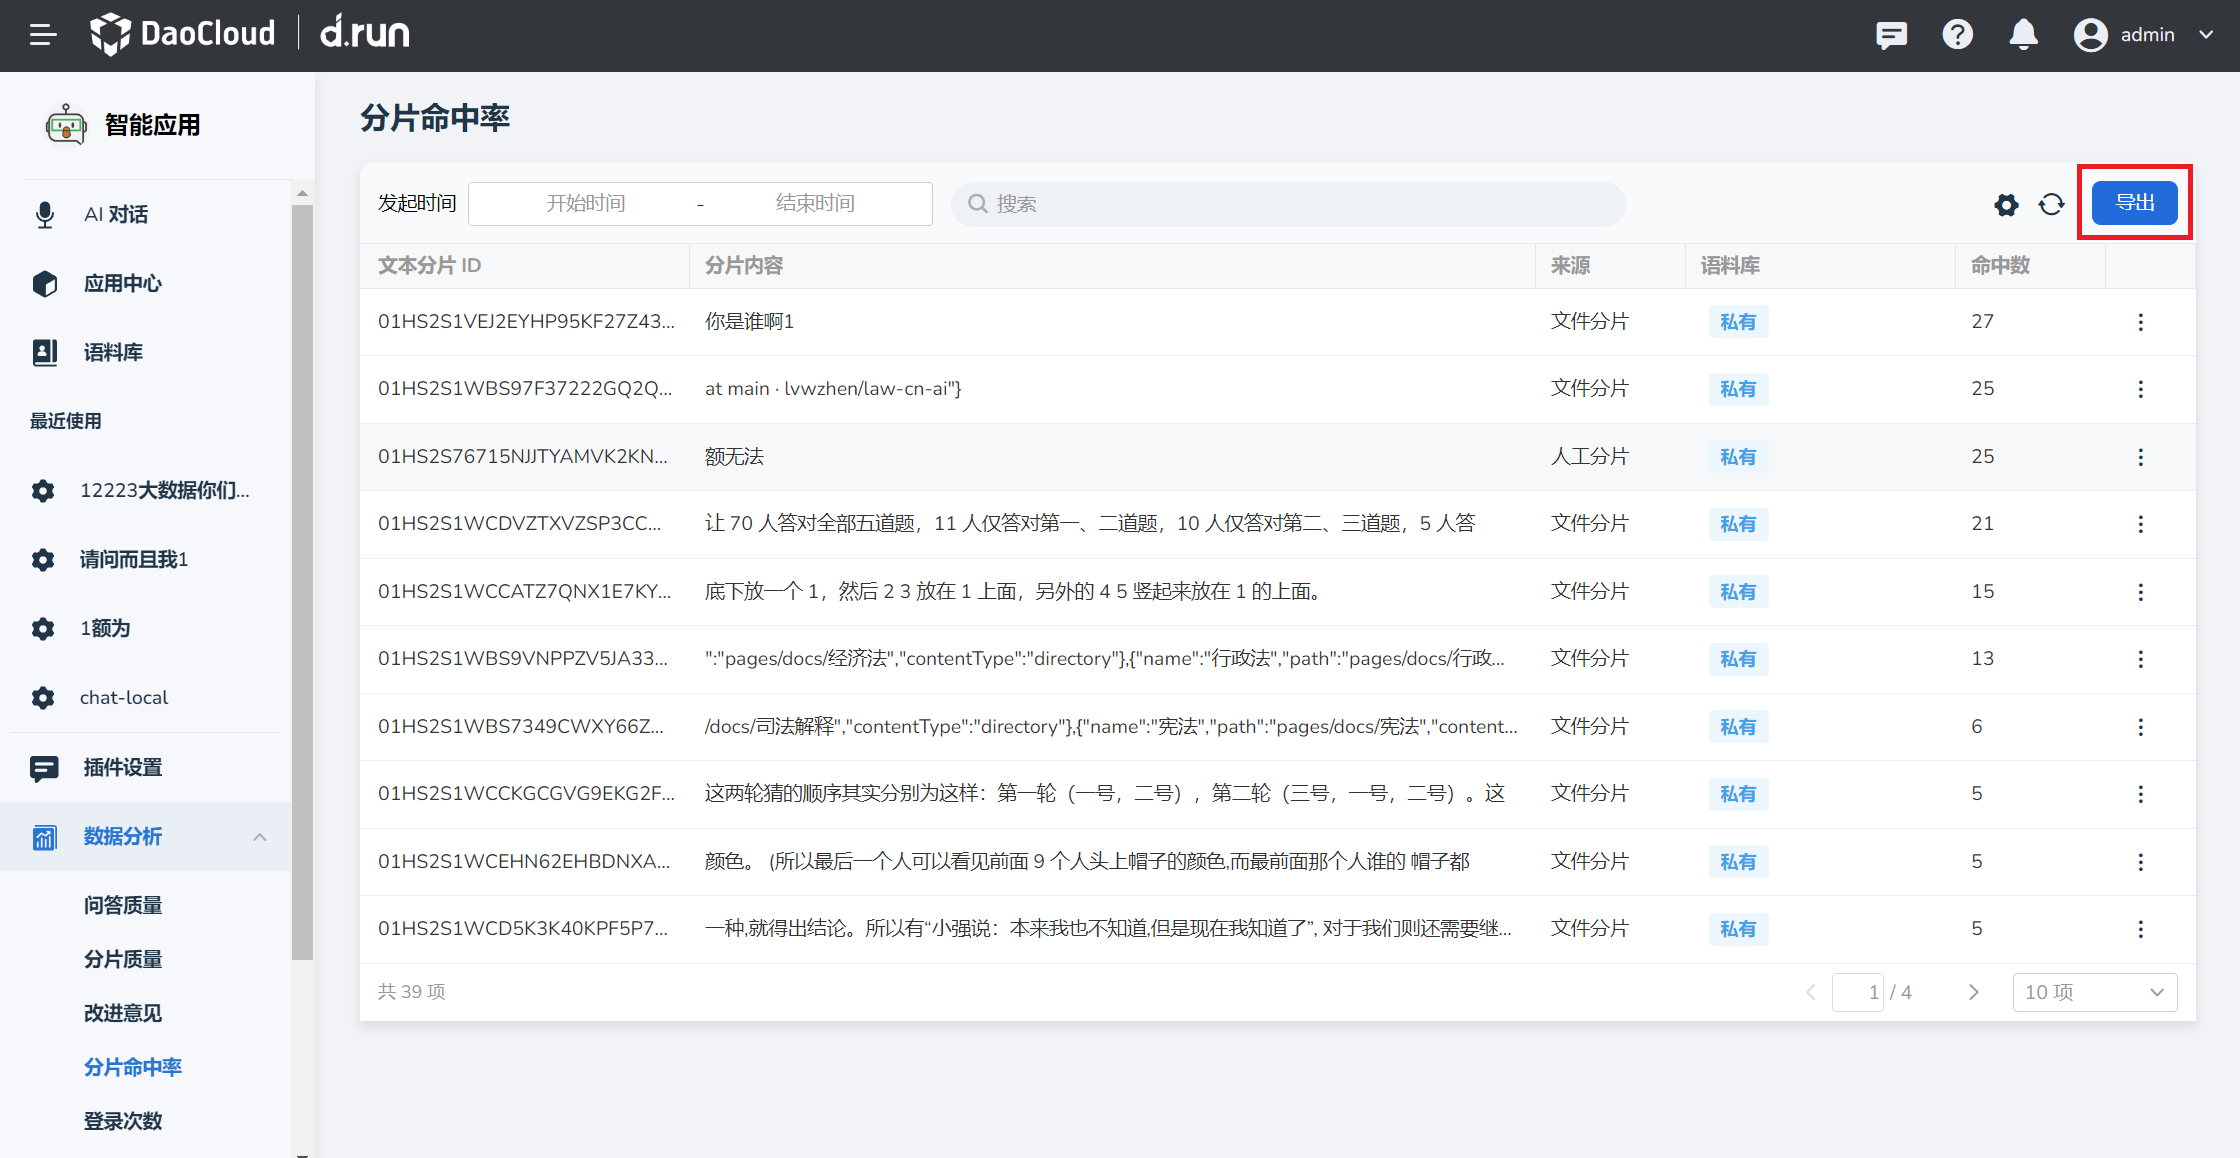 DaoCloud | d.run
admin
智能应用
AI 对话
应用中心
语料库
最近使用
12223大数据你们...
请问而且我1
1额为
chat-local
插件设置
数据分析
问答质量
分片质量
改进意见
分片命中率
登录次数
分片命中率
发起时间 开始时间 - 结束时间 搜索 导出
文本分片 ID 分片内容 来源 语料库 命中数
01HS2S1VEJ2EYHP95KF27Z43... 你是谁啊1 文件分片 私有 27
01HS2S1WBS97F37222GQ2Q... at main · lvwzhen/law-cn-ai"} 文件分片 私有 25
01HS2S76715NJJTYAMVK2KN... 额无法 人工分片 私有 25
01HS2S1WCDVZTXVZSP3CC... 让 70 人答对全部五道题，11 人仅答对第一、二道题，10 人仅答对第二、三道题，5 人答 文件分片 私有 21
01HS2S1WCCATZ7QNX1E7KY... 底下放一个 1，然后 2 3 放在 1 上面，另外的 4 5 竖起来放在 1 的上面。 文件分片 私有 15
01HS2S1WBS9VNPPZV5JA33... ":"pages/docs/经济法","contentType":"directory"},{"name":"行政法","path":"pages/docs/行政... 文件分片 私有 13
01HS2S1WBS7349CWXY66Z... /docs/司法解释","contentType":"directory"},{"name":"宪法","path":"pages/docs/宪法","content... 文件分片 私有 6
01HS2S1WCCKGCGVG9EKG2F... 这两轮猜的顺序其实分别为这样：第一轮（一号，二号），第二轮（三号，一号，二号）。这 文件分片 私有 5
01HS2S1WCEHN62EHBDNXA... 颜色。 (所以最后一个人可以看见前面 9 个人头上帽子的颜色,而最前面那个人谁的 帽子都 文件分片 私有 5
01HS2S1WCD5K3K40KPF5P7... 一种,就得出结论。所以有“小强说：本来我也不知道,但是现在我知道了”, 对于我们则还需要继... 文件分片 私有 5
共 39 项 1 / 4 10 项